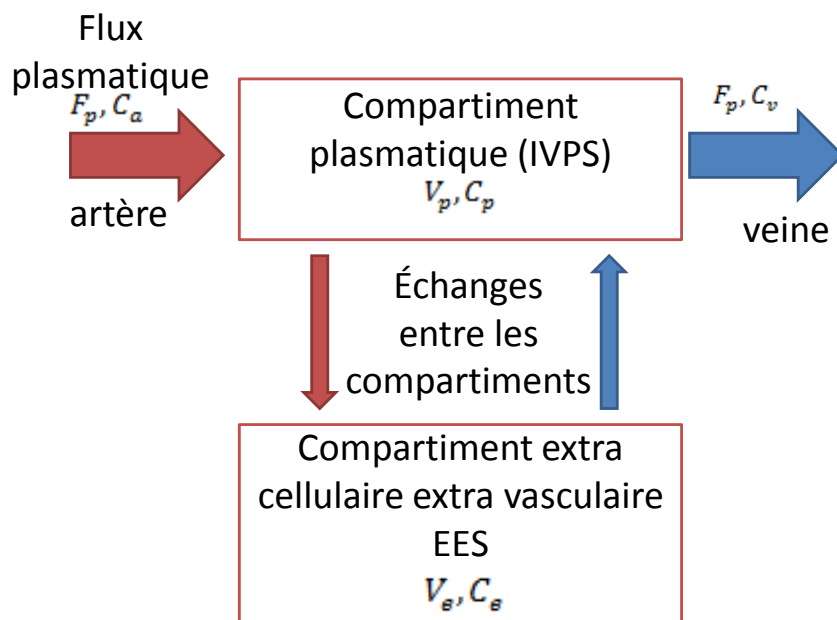 Flux
plasmatique
F_p, C_a
artère
Compartiment
plasmatique (IVPS)
V_p, C_p
F_p, C_v
veine
Échanges
entre les
compartiments
Compartiment extra
cellulaire extra vasculaire
EES
V_e, C_e